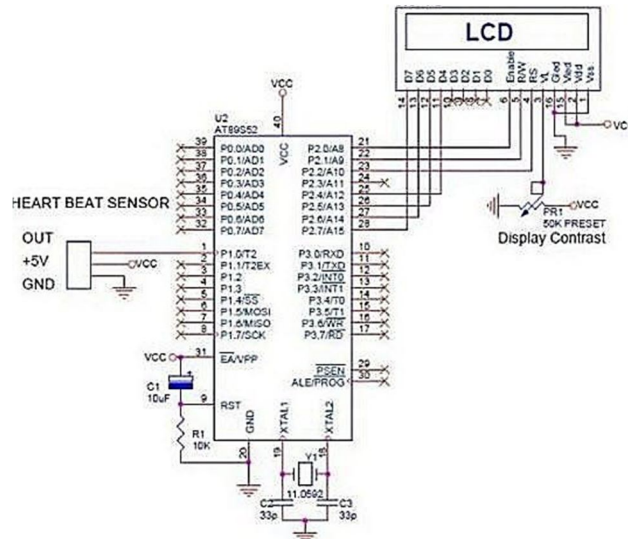 LCD
D7 D6 D5 D4 D3 D2 D1 D0 Enable R/W RS VL Gled Vled Vdd Vss
14 13 12 11 10 9 8 7 6 5 4 3 16 15 2 1
VCC
U2
AT89S52
40
VCC
39 P0.0/AD0 P2.0/A8 21
38 P0.1/AD1 P2.1/A9 22
37 P0.2/AD2 P2.2/A10 23
36 P0.3/AD3 P2.3/A11 24
35 P0.4/AD4 P2.4/A12 25
34 P0.5/AD5 P2.5/A13 26
33 P0.6/AD6 P2.6/A14 27
32 P0.7/AD7 P2.7/A15 28
VCC
PR1
50K PRESET
Display Contrast
HEART BEAT SENSOR
OUT
+5V VCC
GND
1 P1.0/T2 P3.0/RXD 10
2 P1.1/T2EX P3.1/TXD 11
3 P1.2 P3.2/INT0 12
4 P1.3 P3.3/INT1 13
5 P1.4/SS P3.4/T0 14
6 P1.5/MOSI P3.5/T1 15
7 P1.6/MISO P3.6/WR 16
8 P1.7/SCK P3.7/RD 17
VCC 31 EA/VPP PSEN 29
ALE/PROG 30
+
C1
10uF
9 RST
GND XTAL1 XTAL2
R1
10K
20 19 18
Y1
11.0592
C2 C3
33p 33p